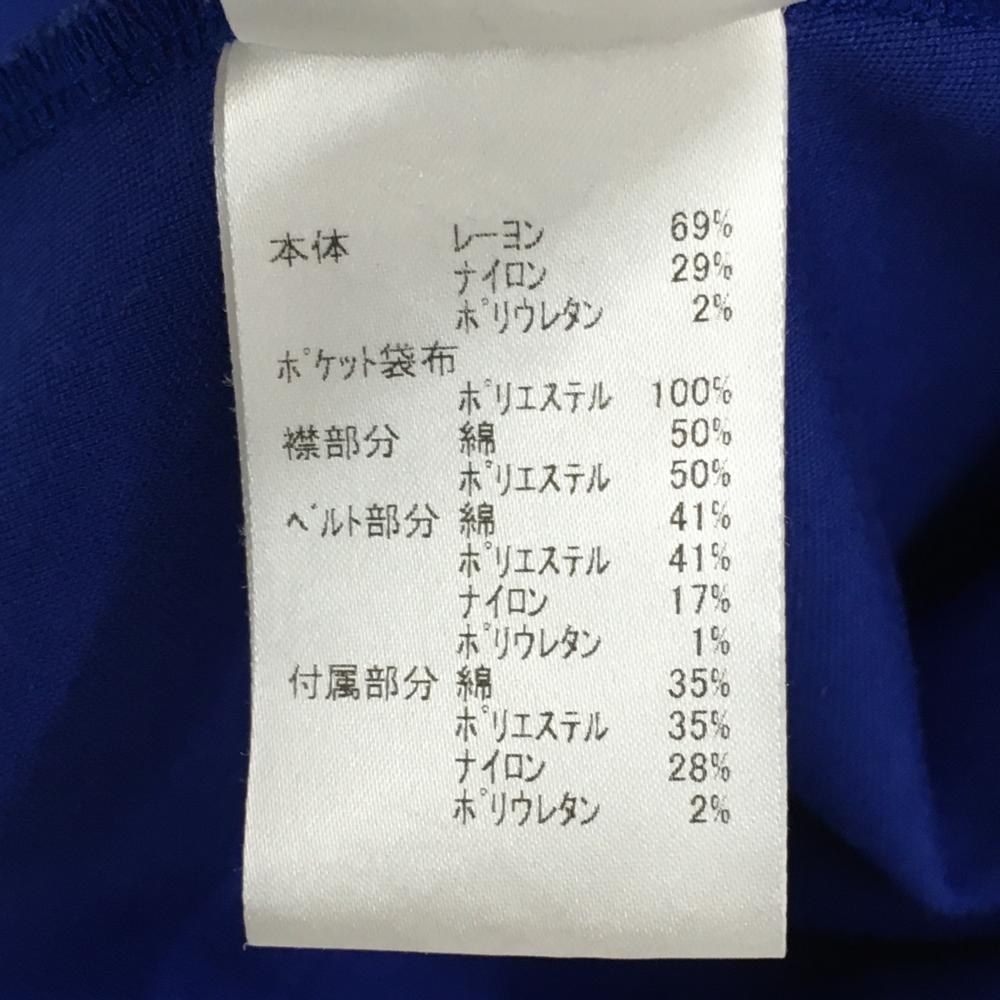 本体 レーヨン 69%
ナイロン 29%
ポリウレタン 2%
ポケット袋布
ポリエステル 100%
襟部分 綿 50%
ポリエステル 50%
ベルト部分 綿 41%
ポリエステル 41%
ナイロン 17%
ポリウレタン 1%
付属部分 綿 35%
ポリエステル 35%
ナイロン 28%
ポリウレタン 2%